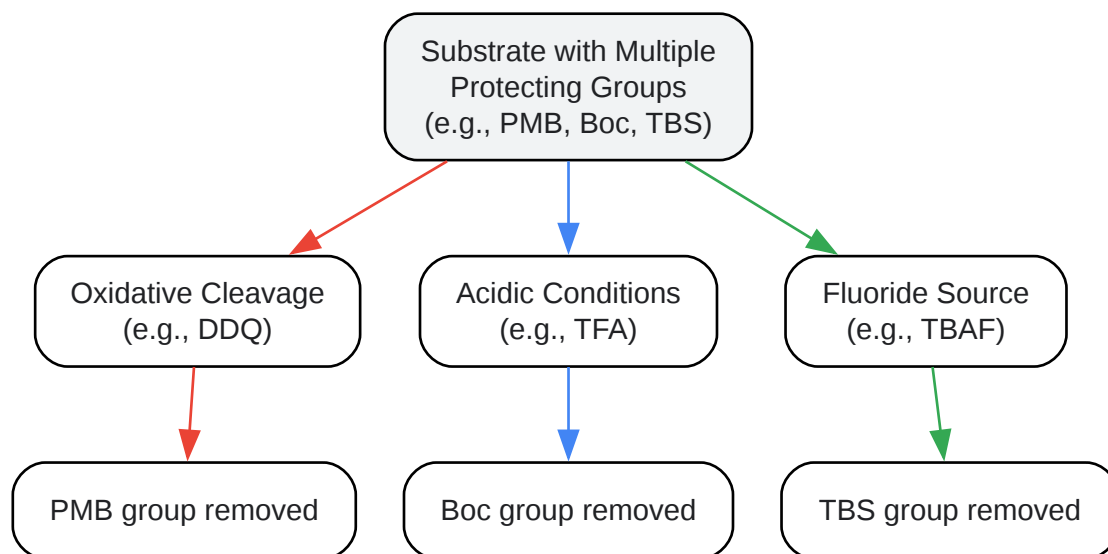 Substrate with Multiple
Protecting Groups
(e.g., PMB, Boc, TBS)
Oxidative Cleavage
(e.g., DDQ)
Acidic Conditions
(e.g., TFA)
Fluoride Source
(e.g., TBAF)
PMB group removed
Boc group removed
TBS group removed